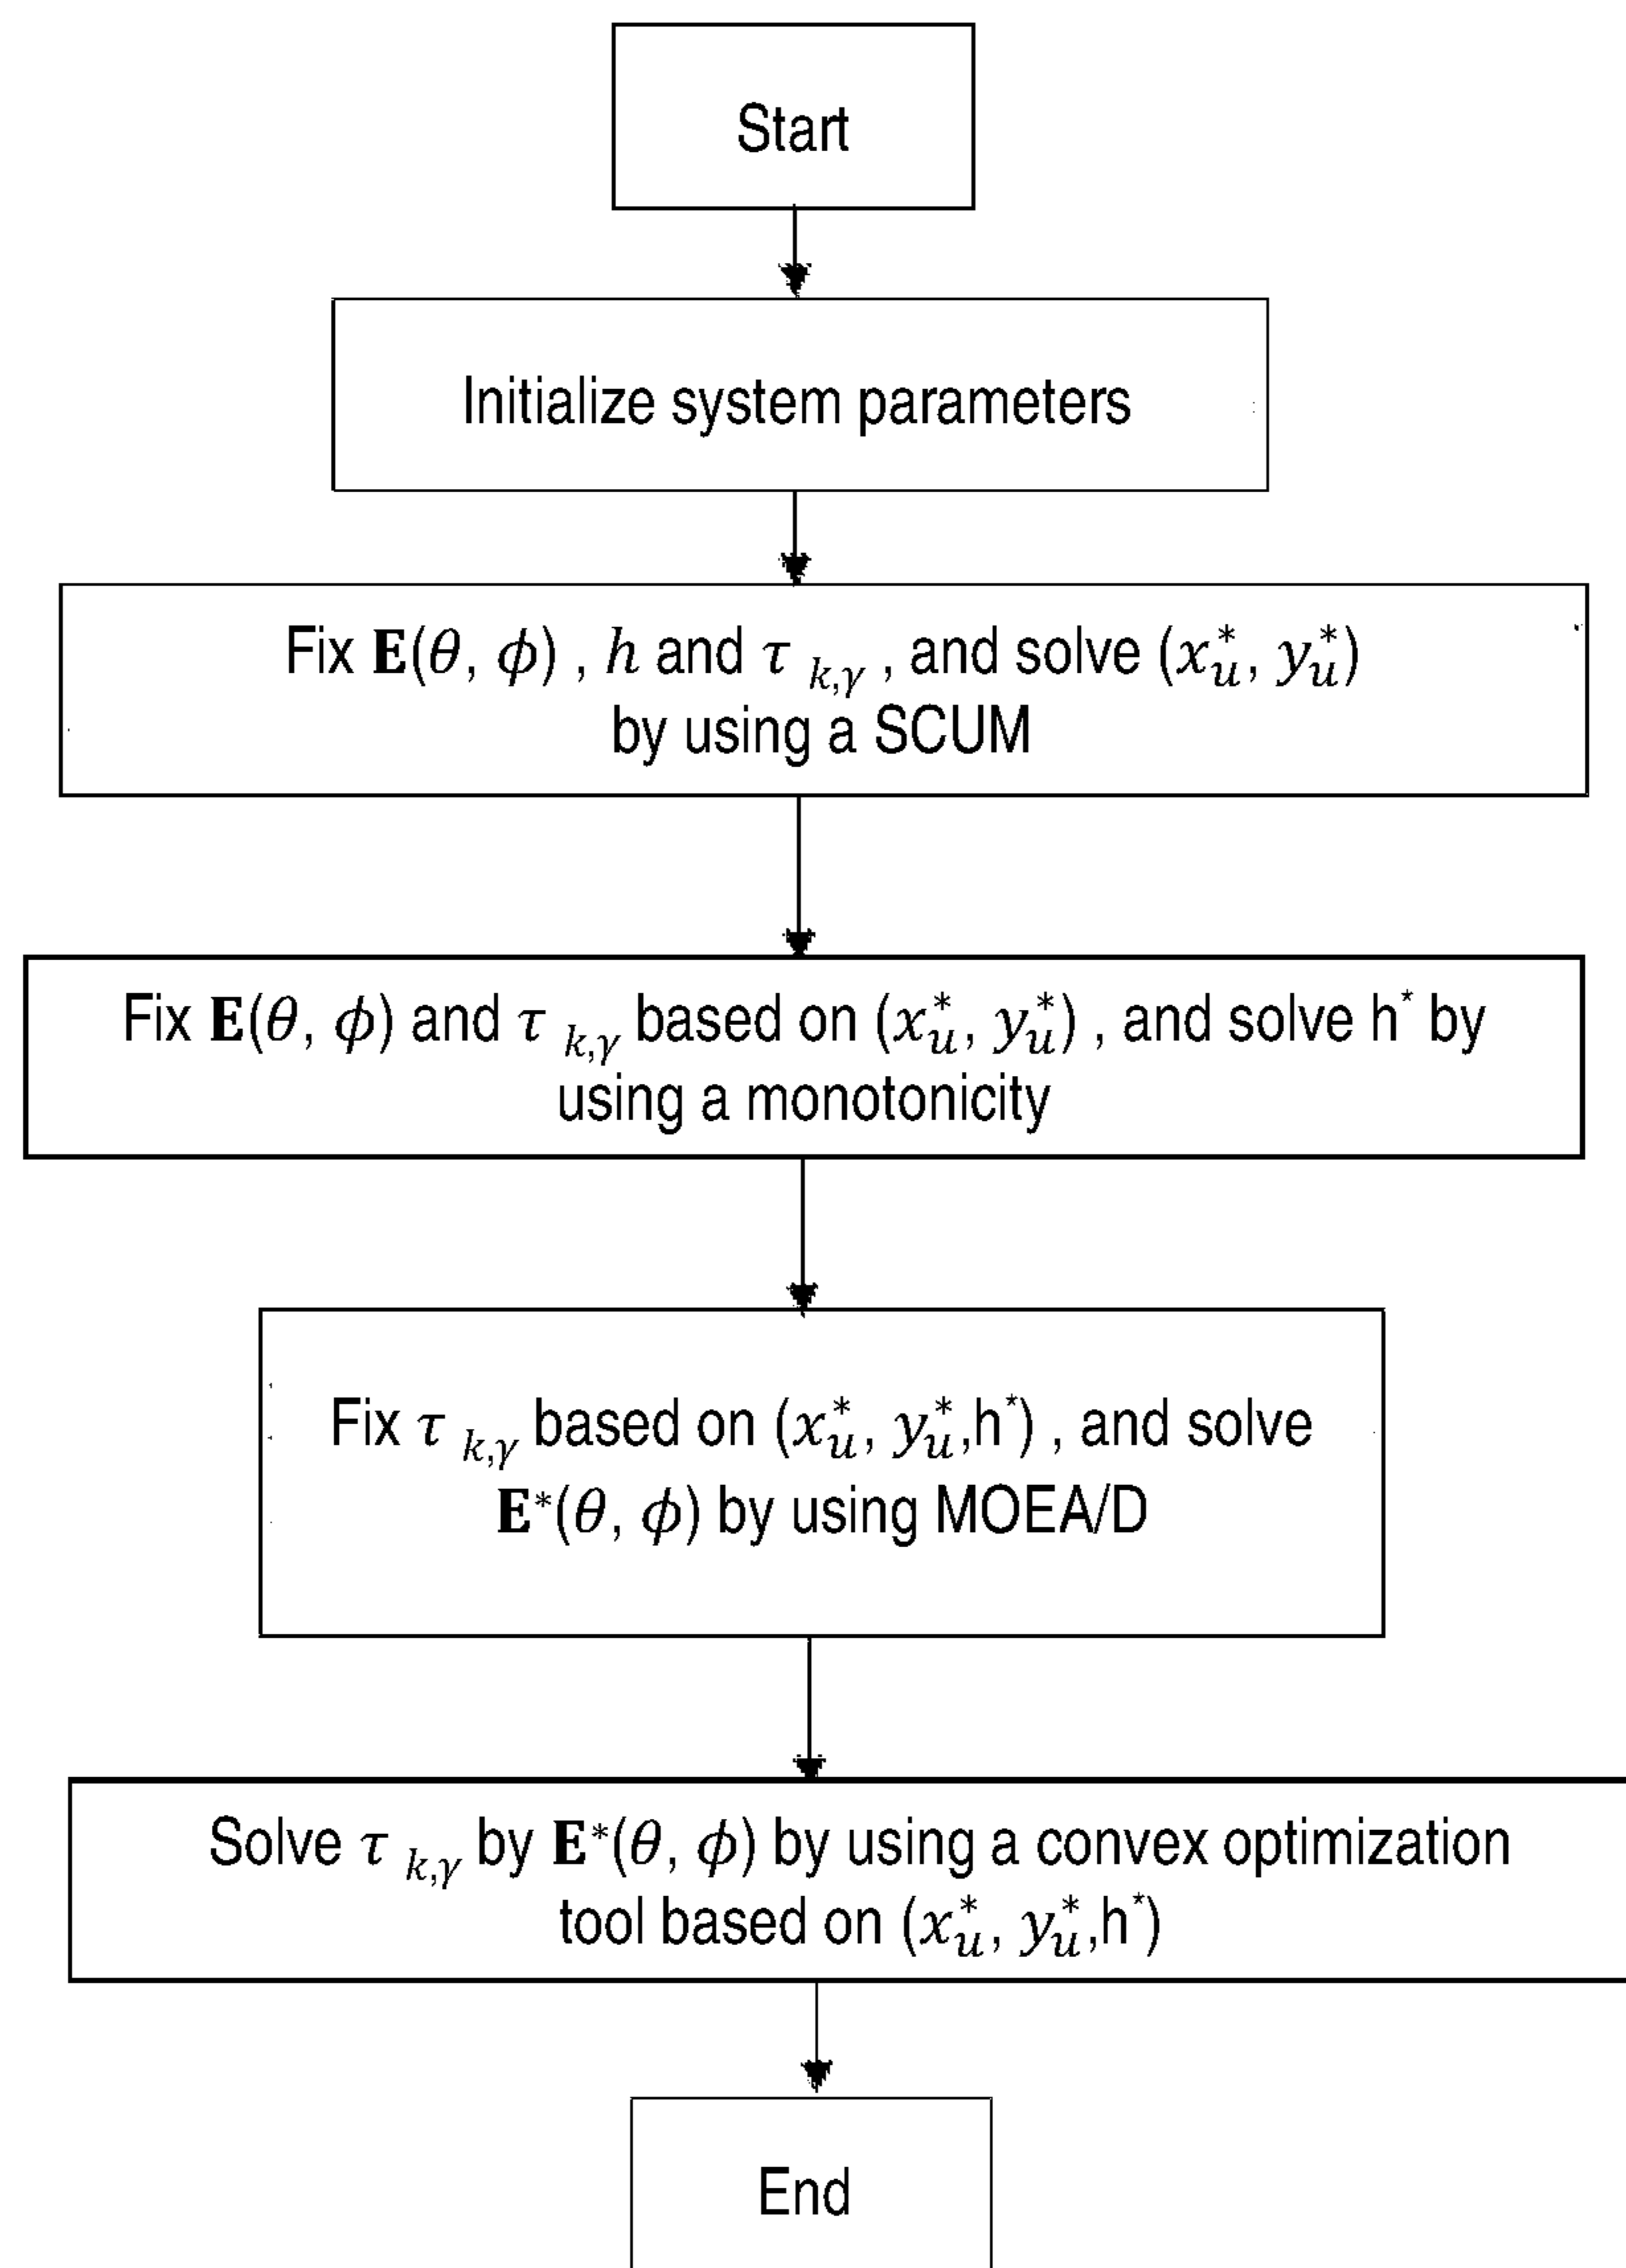 Start
Initialize system parameters
Fix E(θ, ϕ) , h and τ k,γ , and solve (x*u, y*u)
by using a SCUM
Fix E(θ, ϕ) and τ k,γ based on (x*u, y*u) , and solve h* by
using a monotonicity
Fix τ k,γ based on (x*u, y*u,h*) , and solve
E*(θ, ϕ) by using MOEA/D
Solve τ k,γ by E*(θ, ϕ) by using a convex optimization
tool based on (x*u, y*u,h*)
End